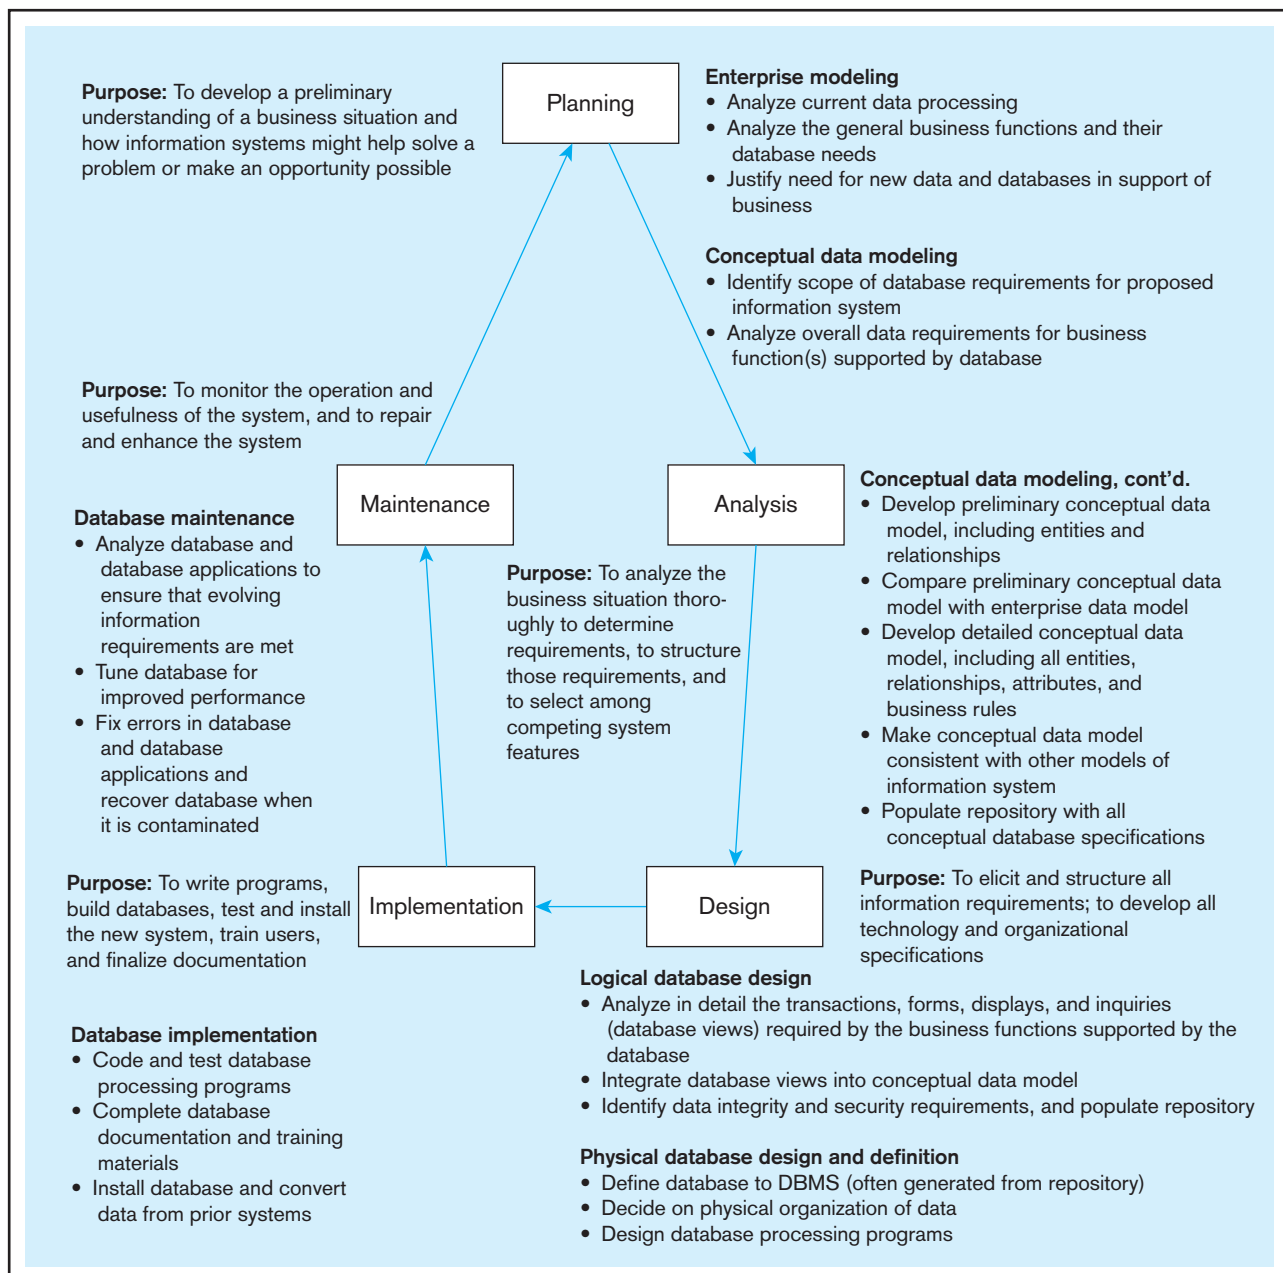 Purpose: To develop a preliminary
understanding of a business situation and
how information systems might help solve a
problem or make an opportunity possible
Planning
Enterprise modeling
• Analyze current data processing
• Analyze the general business functions and their
database needs
• Justify need for new data and databases in support of
business
Conceptual data modeling
• Identify scope of database requirements for proposed
information system
• Analyze overall data requirements for business
function(s) supported by database
Purpose: To monitor the operation and
usefulness of the system, and to repair
and enhance the system
Maintenance
Analysis
Conceptual data modeling, cont’d.
• Develop preliminary conceptual data
model, including entities and
relationships
• Compare preliminary conceptual data
model with enterprise data model
• Develop detailed conceptual data
model, including all entities,
relationships, attributes, and
business rules
• Make conceptual data model
consistent with other models of
information system
• Populate repository with all
conceptual database specifications
Database maintenance
• Analyze database and
database applications to
ensure that evolving
information
requirements are met
• Tune database for
improved performance
• Fix errors in database
and database
applications and
recover database when
it is contaminated
Purpose: To analyze the
business situation thoro-
ughly to determine
requirements, to structure
those requirements, and
to select among
competing system
features
Purpose: To write programs,
build databases, test and install
the new system, train users,
and finalize documentation
Implementation
Design
Purpose: To elicit and structure all
information requirements; to develop all
technology and organizational
specifications
Logical database design
• Analyze in detail the transactions, forms, displays, and inquiries
(database views) required by the business functions supported by the
database
• Integrate database views into conceptual data model
• Identify data integrity and security requirements, and populate repository
Database implementation
• Code and test database
processing programs
• Complete database
documentation and training
materials
• Install database and convert
data from prior systems
Physical database design and definition
• Define database to DBMS (often generated from repository)
• Decide on physical organization of data
• Design database processing programs